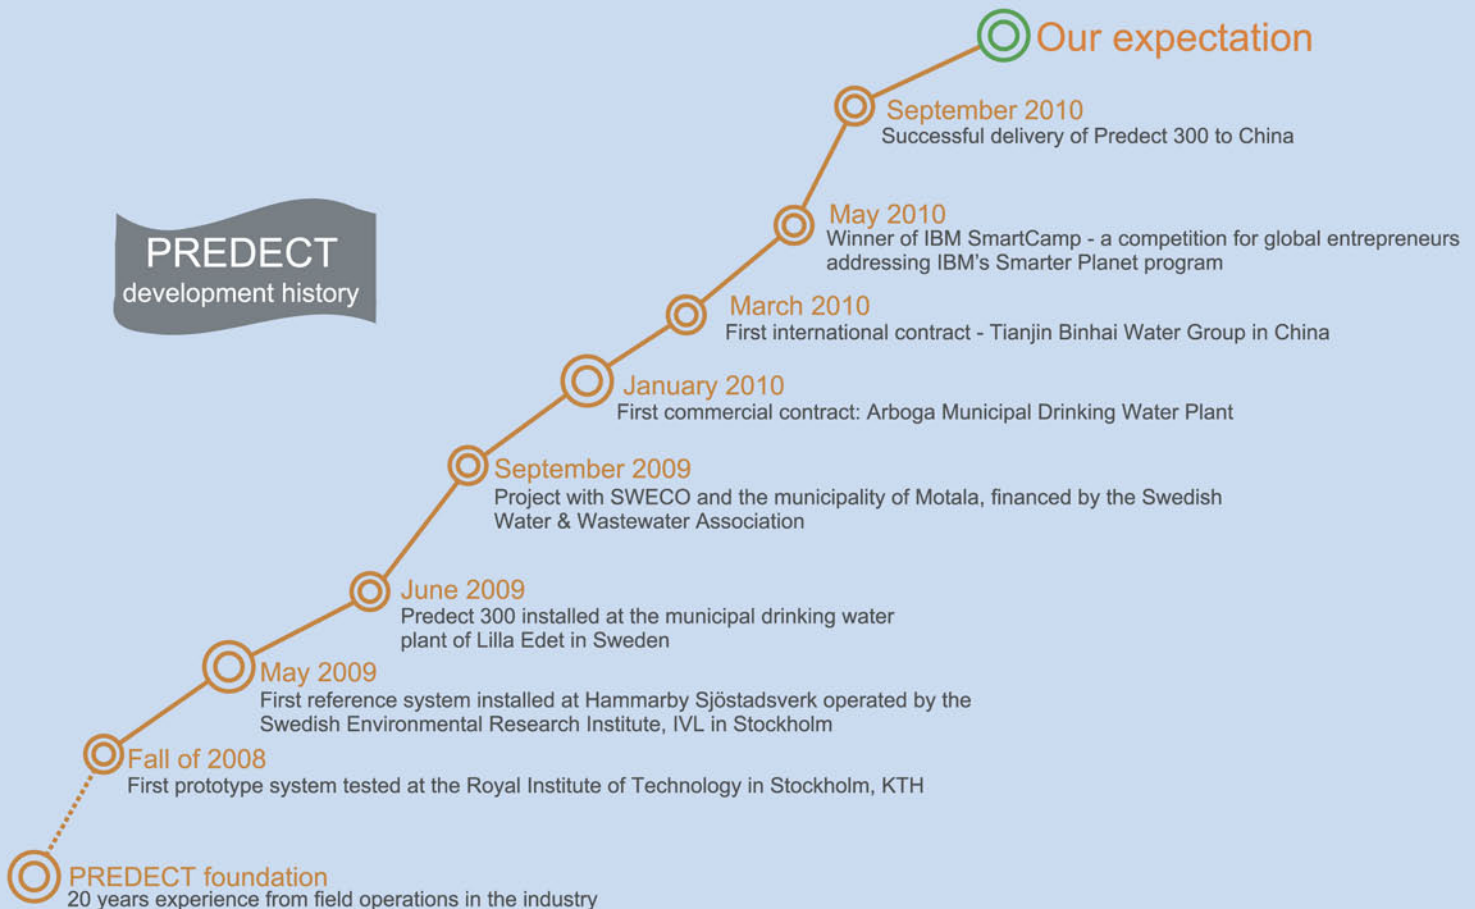 Our expectation
September 2010
Successful delivery of Predect 300 to China
May 2010
Winner of IBM SmartCamp - a competition for global entrepreneurs
addressing IBM's Smarter Planet program
PREDECT
development history
March 2010
First international contract - Tianjin Binhai Water Group in China
January 2010
First commercial contract: Arboga Municipal Drinking Water Plant
September 2009
Project with SWECO and the municipality of Motala, financed by the Swedish
Water & Wastewater Association
June 2009
Predect 300 installed at the municipal drinking water
plant of Lilla Edet in Sweden
May 2009
First reference system installed at Hammarby Sjöstadsverk operated by the
Swedish Environmental Research Institute, IVL in Stockholm
Fall of 2008
First prototype system tested at the Royal Institute of Technology in Stockholm, KTH
PREDECT foundation
20 years experience from field operations in the industry